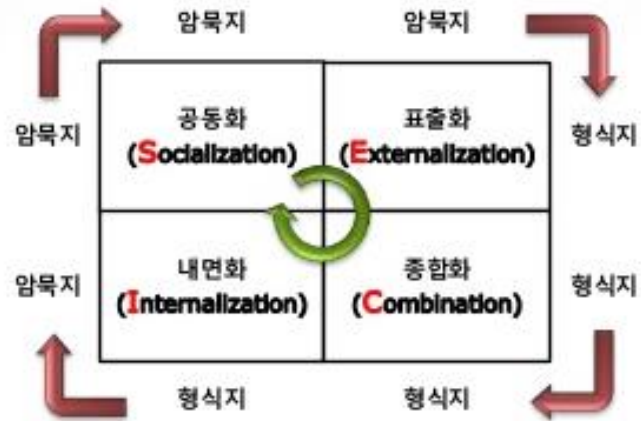 암묵지 암묵지
암묵지 공동화 표출화 형식지
(Socialization) (Externalization)
암묵지 내면화 종합화 형식지
(Internalization) (Combination)
형식지 형식지